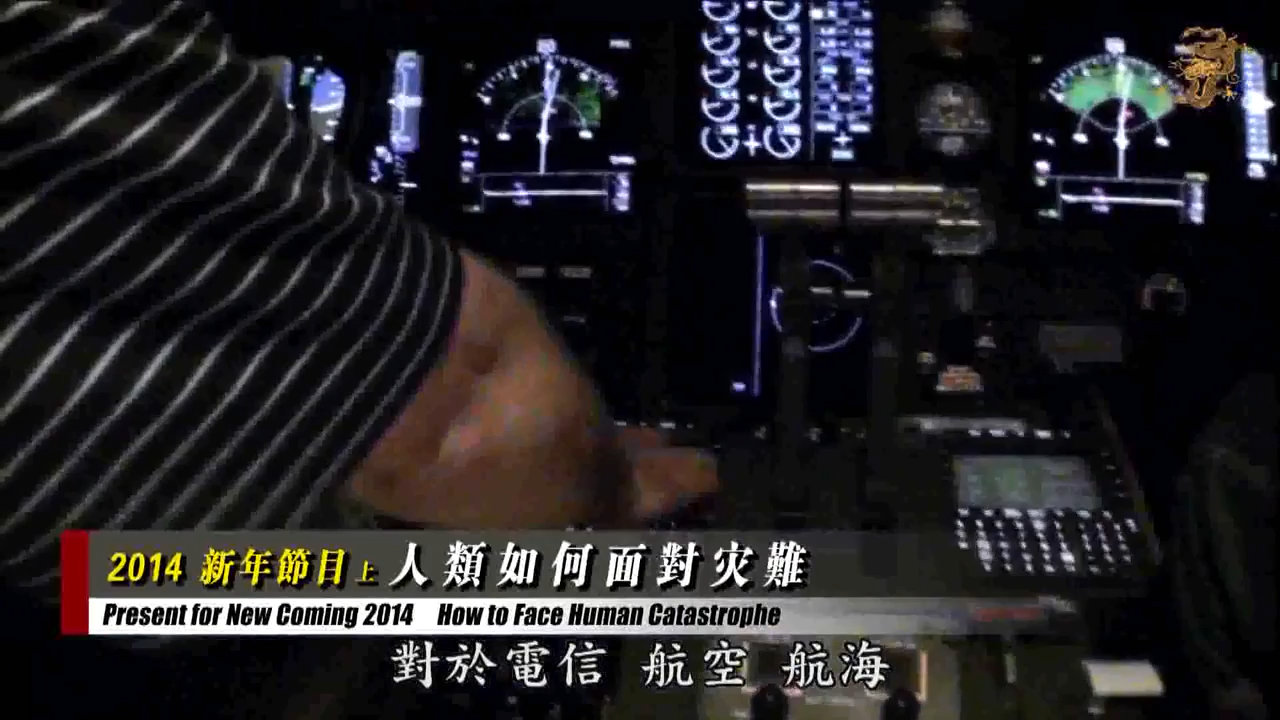 2014 新年節目上 人類如何面對灾難
Present for New Coming 2014 How to Face Human Catastrophe
對於電信 航空 航海